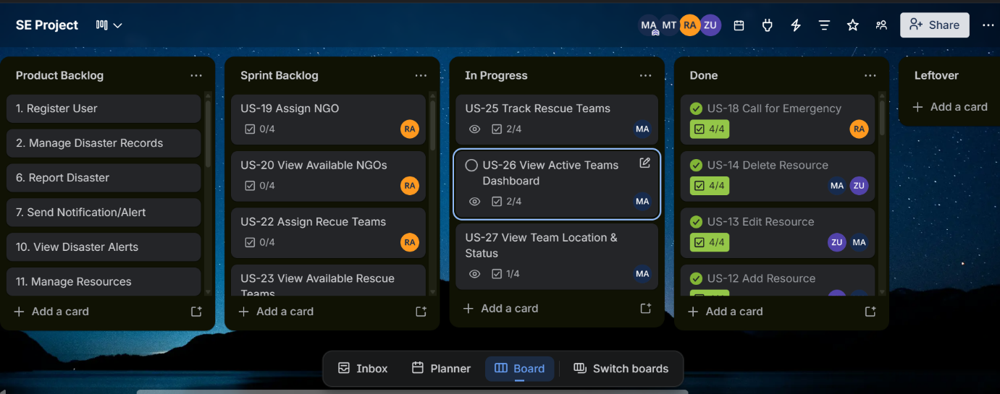 SE Project
MA
MT
RA
ZU
Share
Product Backlog
1. Register User
2. Manage Disaster Records
6. Report Disaster
7. Send Notification/Alert
10. View Disaster Alerts
11. Manage Resources
Add a card
Sprint Backlog
US-19 Assign NGO
0/4
RA
US-20 View Available NGOs
0/4
RA
US-22 Assign Recue Teams
0/4
RA
US-23 View Available Rescue
Teams
Add a card
In Progress
US-25 Track Rescue Teams
2/4
MA
US-26 View Active Teams
Dashboard
2/4
MA
US-27 View Team Location &
Status
1/4
MA
Add a card
Done
US-18 Call for Emergency
4/4
RA
US-14 Delete Resource
4/4
MA ZU
US-13 Edit Resource
4/4
ZU MA
US-12 Add Resource
Add a card
Leftover
Add a card
Inbox
Planner
Board
Switch boards